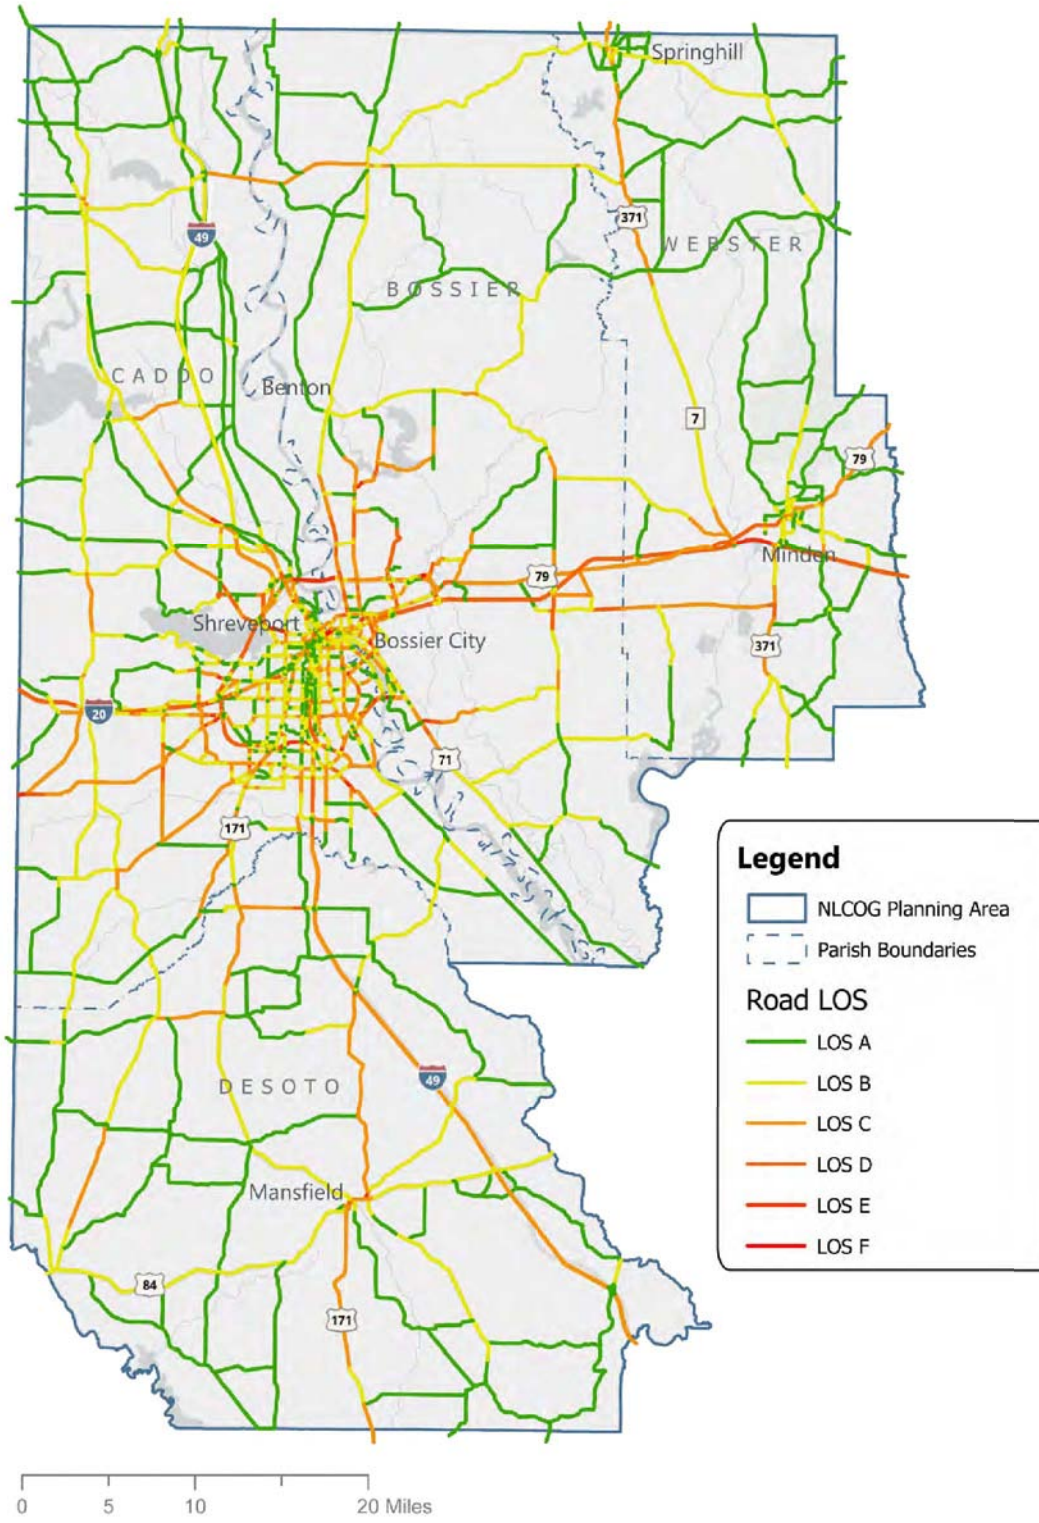 Springhill
371
WEBSTER
49
BOSSIER
CADDO
Benton
7
79
Minden
79
Shreveport
Bossier City
371
20
71
171
Legend
NLCOG Planning Area
Parish Boundaries
Road LOS
LOS A
LOS B
LOS C
LOS D
LOS E
LOS F
49
DESOTO
Mansfield
84
171
0 5 10 20 Miles